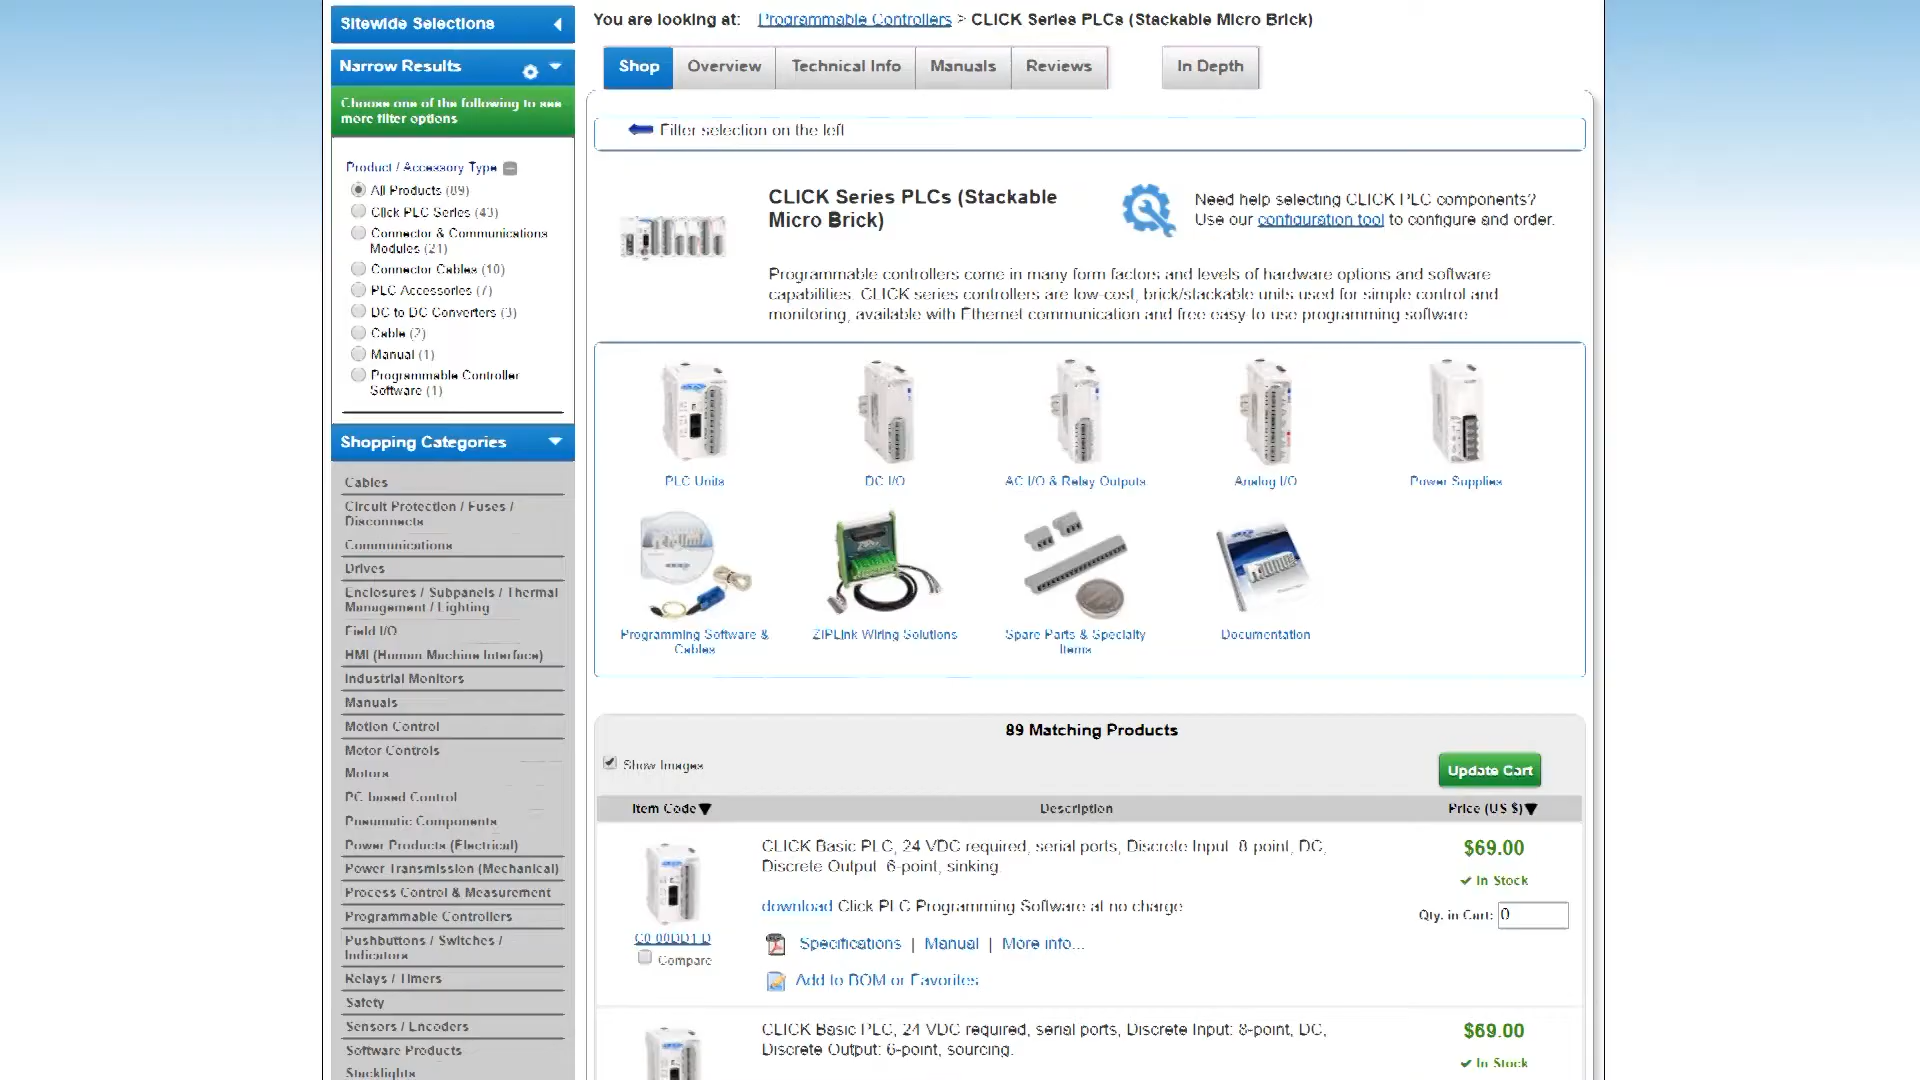 Sitewide Selections
Narrow Results
Choose one of the following to see
more filter options
Product / Accessory Type
All Products (89)
Click PLC Series (43)
Connector & Communications
Modules (21)
Connector Cables (10)
PLC Accessories (7)
DC to DC Converters (3)
Cable (2)
Manual (1)
Programmable Controller
Software (1)
Shopping Categories
Cables
Circuit Protection / Fuses /
Disconnects
Communications
Drives
Enclosures / Subpanels / Thermal
Management / Lighting
Field I/O
HMI (Human Machine Interface)
Industrial Monitors
Manuals
Motion Control
Motor Controls
Motors
PC based Control
Pneumatic Components
Power Products (Electrical)
Power Transmission (Mechanical)
Process Control & Measurement
Programmable Controllers
Pushbuttons / Switches /
Indicators
Relays / Timers
Safety
Sensors / Encoders
Software Products
Stacklights
You are looking at: Programmable Controllers > CLICK Series PLCs (Stackable Micro Brick)
Shop Overview Technical Info Manuals Reviews In Depth
Filter selection on the left
CLICK Series PLCs (Stackable
Micro Brick)
Need help selecting CLICK PLC components?
Use our configuration tool to configure and order.
Programmable controllers come in many form factors and levels of hardware options and software
capabilities. CLICK series controllers are low-cost, brick/stackable units used for simple control and
monitoring, available with Ethernet communication and free easy to use programming software
PLC Units DC I/O AC I/O & Relay Outputs Analog I/O Power Supplies
Programming Software &
Cables
ZIPLink Wiring Solutions
Spare Parts & Specialty
Items
Documentation
89 Matching Products
Show Images
Update Cart
Item Code▼ Description Price (US $)▼
CLICK Basic PLC, 24 VDC required, serial ports, Discrete Input 8 point, DC,
Discrete Output 6-point, sinking.
$69.00
✓ In Stock
download Click PLC Programming Software at no charge
Qty. in Cart: 0
C0 00DD1 D
Compare
Specifications | Manual | More info...
Add to BOM or Favorites
CLICK Basic PLC, 24 VDC required, serial ports, Discrete Input: 8-point, DC,
Discrete Output: 6-point, sourcing.
$69.00
✓ In Stock